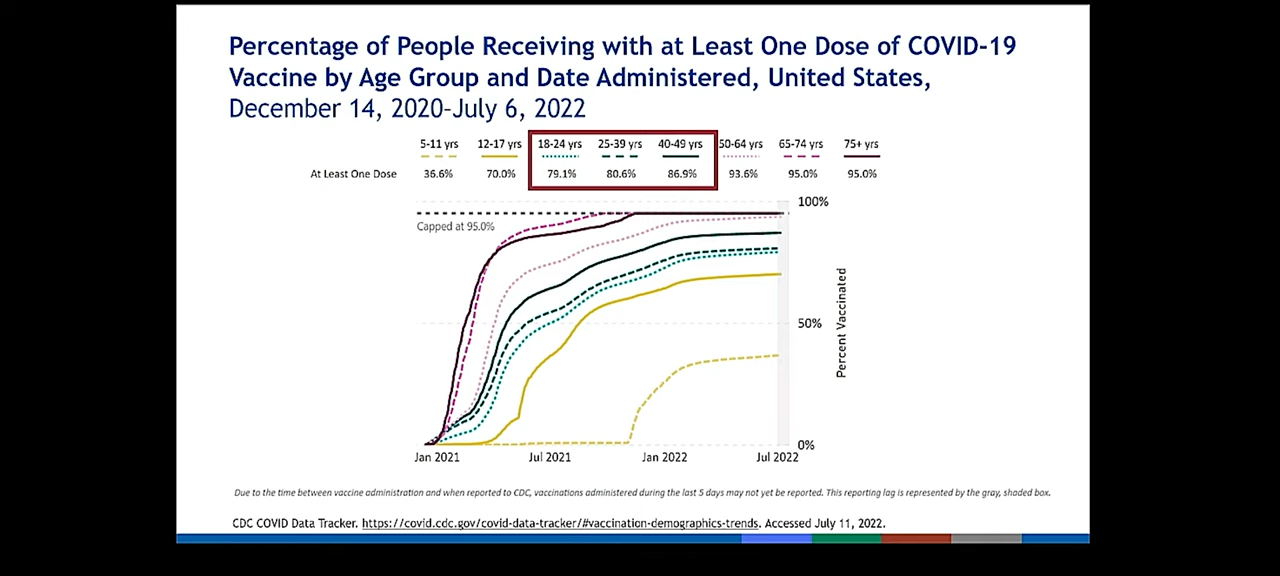 Percentage of People Receiving with at Least One Dose of COVID-19
Vaccine by Age Group and Date Administered, United States,
December 14, 2020-July 6, 2022
5-11 yrs 12-17 yrs 18-24 yrs 25-39 yrs 40-49 yrs 50-64 yrs 65-74 yrs 75+ yrs
At Least One Dose 36.6% 70.0% 79.1% 80.6% 86.9% 93.6% 95.0% 95.0%
100%
Capped at 95.0%
50%
Percent Vaccinated
0%
Jan 2021 Jul 2021 Jan 2022 Jul 2022
Due to the time between vaccine administration and when reported to CDC, vaccinations administered during the last 5 days may not yet be reported. This reporting lag is represented by the gray, shaded box.
CDC COVID Data Tracker. https://covid.cdc.gov/covid-data-tracker/#vaccination-demographics-trends. Accessed July 11, 2022.